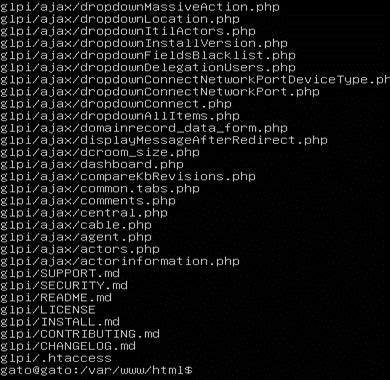 glpi/ajax/dropdownMassiveAction.php
glpi/ajax/dropdownLocation.php
glpi/ajax/dropdownItilActors.php
glpi/ajax/dropdownInstallVersion.php
glpi/ajax/dropdownFieldsBlacklist.php
glpi/ajax/dropdownDelegationUsers.php
glpi/ajax/dropdownConnectNetworkPortDeviceType.ph
glpi/ajax/dropdownConnectNetworkPort.php
glpi/ajax/dropdownConnect.php
glpi/ajax/dropdownAllItems.php
glpi/ajax/domainrecord_data_form.php
glpi/ajax/displayMessageAfterRedirect.php
glpi/ajax/dcroom_size.php
glpi/ajax/dashboard.php
glpi/ajax/compareKbRevisions.php
glpi/ajax/common.tabs.php
glpi/ajax/comments.php
glpi/ajax/central.php
glpi/ajax/cable.php
glpi/ajax/agent.php
glpi/ajax/actors.php
glpi/ajax/actorinformation.php
glpi/SUPPORT.md
glpi/SECURITY.md
glpi/README.md
glpi/LICENSE
glpi/INSTALL.md
glpi/CONTRIBUTING.md
glpi/CHANGELOG.md
glpi/.htaccess
gato@gato:/var/www/html$